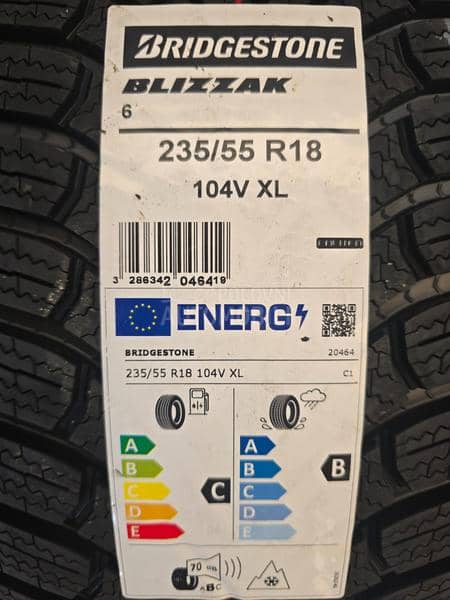 BRIDGESTONE
BLIZZAK
6
235/55 R18
104V XL
3 286342 046419
ENERG
BRIDGESTONE 20464
235/55 R18 104V XL C1
A A
B B B
C C C
D D
E E
70 dB
ABC